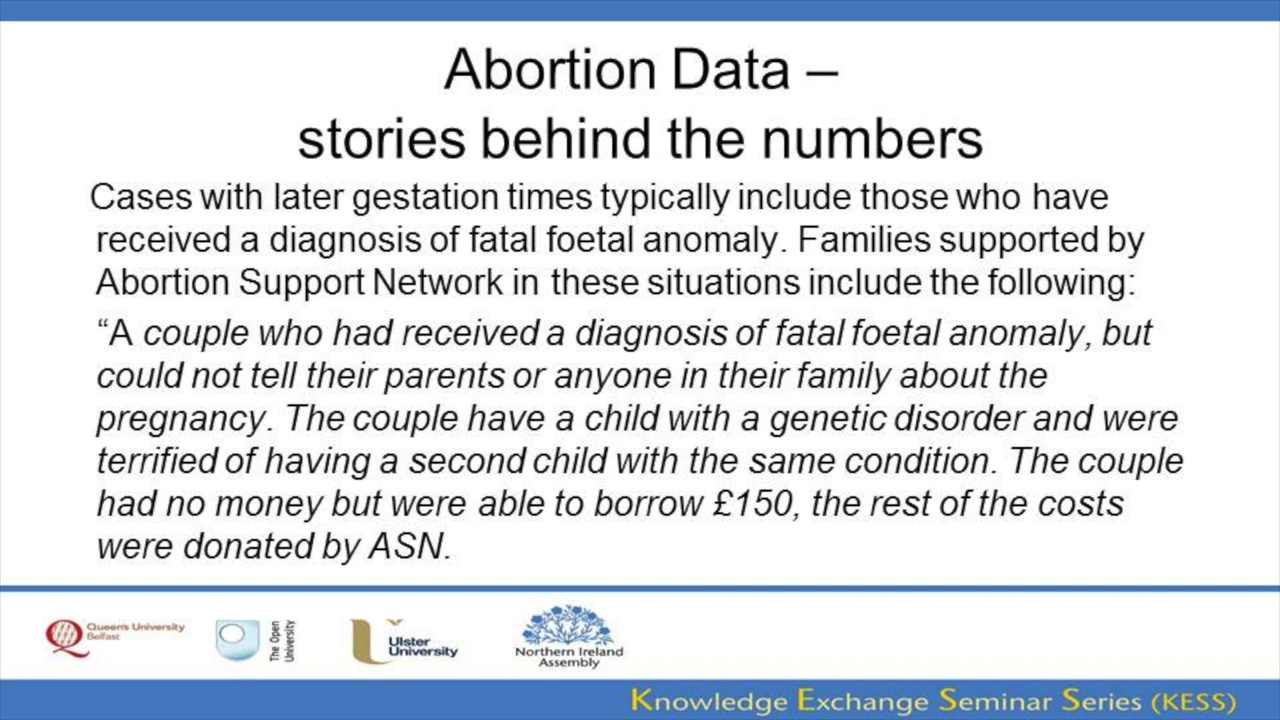 Abortion Data –
stories behind the numbers
Cases with later gestation times typically include those who have
received a diagnosis of fatal foetal anomaly. Families supported by
Abortion Support Network in these situations include the following:
“A couple who had received a diagnosis of fatal foetal anomaly, but
could not tell their parents or anyone in their family about the
pregnancy. The couple have a child with a genetic disorder and were
terrified of having a second child with the same condition. The couple
had no money but were able to borrow £150, the rest of the costs
were donated by ASN.
Queen's University
Belfast
The Open
University
Ulster
University
Northern Ireland
Assembly
Knowledge Exchange Seminar Series (KESS)